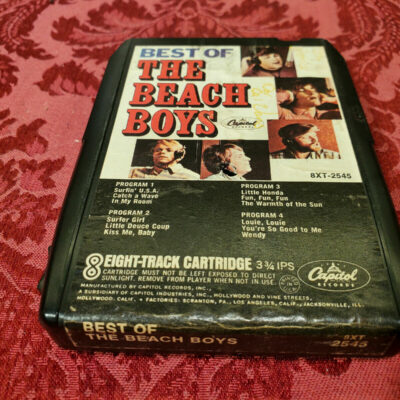 BEST OF
THE
BEACH
BOYS
Capitol
RECORDS
8XT-2545
PROGRAM 1
Surfin' U.S.A.
Catch a Wave
In My Room
PROGRAM 3
Little Honda
Fun, Fun, Fun
The Warmth of the Sun
PROGRAM 2
Surfer Girl
Little Deuce Coup
Kiss Me, Baby
PROGRAM 4
Louie, Louie
You're So Good to Me
Wendy
8 EIGHT-TRACK CARTRIDGE 3¾ IPS
CARTRIDGE MUST NOT BE LEFT EXPOSED TO DIRECT
SUNLIGHT. REMOVE FROM PLAYER WHEN NOT IN USE.
Capitol
RECORDS
MANUFACTURED BY CAPITOL RECORDS, INC.,
A SUBSIDIARY OF CAPITOL INDUSTRIES, INC., HOLLYWOOD AND VINE STREETS,
HOLLYWOOD, CALIF. • FACTORIES: SCRANTON, PA., LOS ANGELES, CALIF., JACKSONVILLE, ILL.
BEST OF
THE BEACH BOYS
8XT
2545